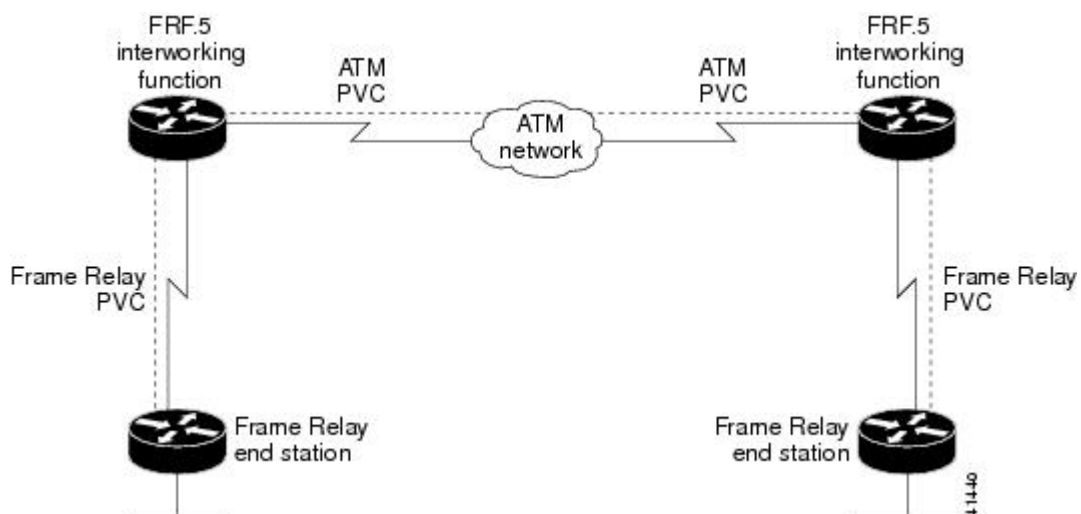 FRF.5
interworking
function
FRF.5
interworking
function
ATM
PVC
ATM
PVC
ATM
network
Frame Relay
PVC
Frame Relay
PVC
Frame Relay
end station
Frame Relay
end station
41440